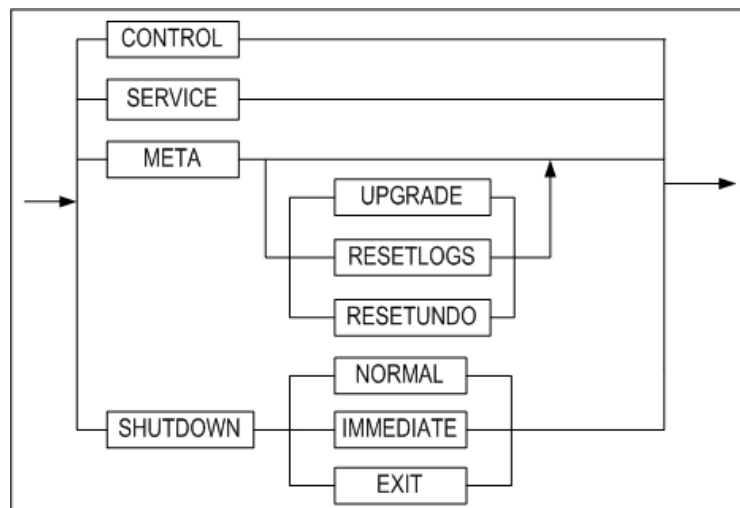 CONTROL
SERVICE
META
UPGRADE
RESETLOGS
RESETUNDO
NORMAL
SHUTDOWN
IMMEDIATE
EXIT